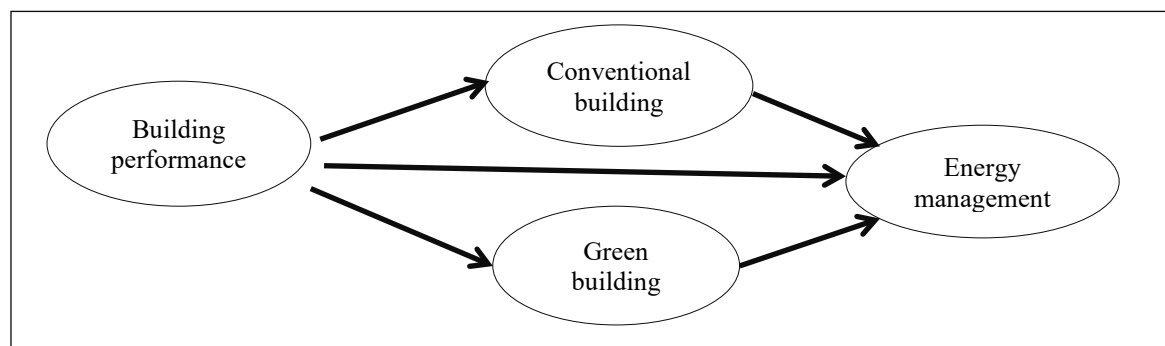 Building
performance
Conventional
building
Green
building
Energy
management